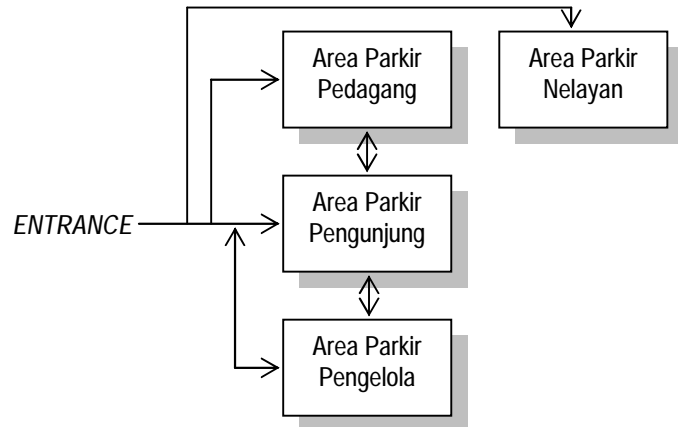 Area Parkir
Pedagang
Area Parkir
Nelayan
ENTRANCE
Area Parkir
Pengunjung
Area Parkir
Pengelola